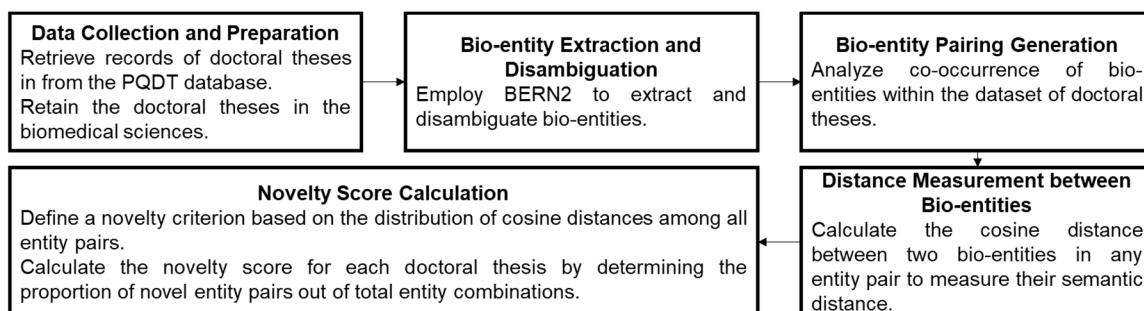 Data Collection and Preparation
Retrieve records of doctoral theses
in from the PQDT database.
Retain the doctoral theses in the
biomedical sciences.
Bio-entity Extraction and
Disambiguation
Employ BERN2 to extract and
disambiguate bio-entities.
Bio-entity Pairing Generation
Analyze co-occurrence of bio-
entities within the dataset of doctoral
theses.
Distance Measurement between
Bio-entities
Calculate the cosine distance
between two bio-entities in any
entity pair to measure their semantic
distance.
Novelty Score Calculation
Define a novelty criterion based on the distribution of cosine distances among all
entity pairs.
Calculate the novelty score for each doctoral thesis by determining the
proportion of novel entity pairs out of total entity combinations.